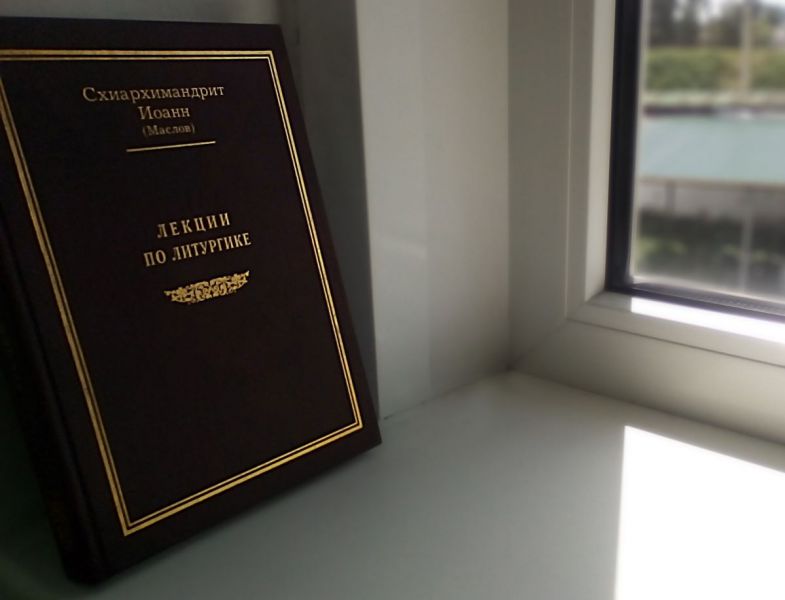 Схиархимандрит
Иоанн
(Маслов)
ЛЕКЦИИ
ПО ЛИТУРГИКЕ